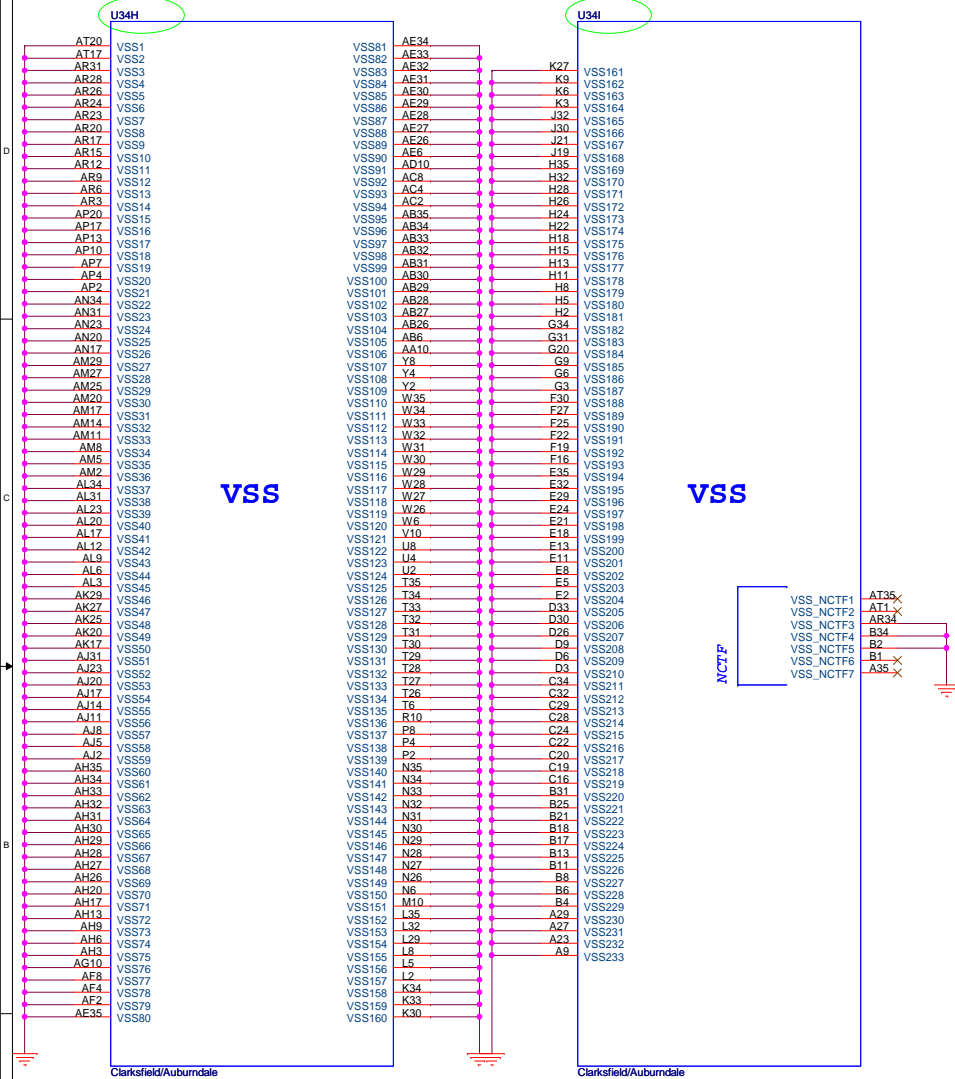 U34H
AT20 VSS1
AT17 VSS2
AR31 VSS3
AR28 VSS4
AR26 VSS5
AR24 VSS6
AR23 VSS7
AR20 VSS8
AR17 VSS9
AR15 VSS10
AR12 VSS11
AR9 VSS12
AR6 VSS13
AR3 VSS14
AP20 VSS15
AP17 VSS16
AP13 VSS17
AP10 VSS18
AP7 VSS19
AP4 VSS20
AP2 VSS21
AN34 VSS22
AN31 VSS23
AN23 VSS24
AN20 VSS25
AN17 VSS26
AM29 VSS27
AM27 VSS28
AM25 VSS29
AM20 VSS30
AM17 VSS31
AM14 VSS32
AM11 VSS33
AM8 VSS34
AM5 VSS35
AM2 VSS36
AL34 VSS37
AL31 VSS38
AL23 VSS39
AL20 VSS40
AL17 VSS41
AL12 VSS42
AL9 VSS43
AL6 VSS44
AL3 VSS45
AK29 VSS46
AK27 VSS47
AK25 VSS48
AK20 VSS49
AK17 VSS50
AJ31 VSS51
AJ23 VSS52
AJ20 VSS53
AJ17 VSS54
AJ14 VSS55
AJ11 VSS56
AJ8 VSS57
AJ5 VSS58
AJ2 VSS59
AH35 VSS60
AH34 VSS61
AH33 VSS62
AH32 VSS63
AH31 VSS64
AH30 VSS65
AH29 VSS66
AH28 VSS67
AH27 VSS68
AH26 VSS69
AH20 VSS70
AH17 VSS71
AH13 VSS72
AH9 VSS73
AH6 VSS74
AH3 VSS75
AG10 VSS76
AF8 VSS77
AF4 VSS78
AF2 VSS79
AE35 VSS80
VSS
VSS81 AE34
VSS82 AE33
VSS83 AE32
VSS84 AE31
VSS85 AE30
VSS86 AE29
VSS87 AE28
VSS88 AE27
VSS89 AE26
VSS90 AE6
VSS91 AD10
VSS92 AC8
VSS93 AC4
VSS94 AC2
VSS95 AB35
VSS96 AB34
VSS97 AB33
VSS98 AB32
VSS99 AB31
VSS100 AB30
VSS101 AB29
VSS102 AB28
VSS103 AB27
VSS104 AB26
VSS105 AB6
VSS106 AA10
VSS107 Y8
VSS108 Y4
VSS109 Y2
VSS110 W35
VSS111 W34
VSS112 W33
VSS113 W32
VSS114 W31
VSS115 W30
VSS116 W29
VSS117 W28
VSS118 W27
VSS119 W26
VSS120 W6
VSS121 V10
VSS122 U8
VSS123 U4
VSS124 U2
VSS125 T35
VSS126 T34
VSS127 T33
VSS128 T32
VSS129 T31
VSS130 T30
VSS131 T29
VSS132 T28
VSS133 T27
VSS134 T26
VSS135 T6
VSS136 R10
VSS137 P8
VSS138 P4
VSS139 P2
VSS140 N35
VSS141 N34
VSS142 N33
VSS143 N32
VSS144 N31
VSS145 N30
VSS146 N29
VSS147 N28
VSS148 N27
VSS149 N26
VSS150 N6
VSS151 M10
VSS152 L35
VSS153 L32
VSS154 L29
VSS155 L8
VSS156 L5
VSS157 L2
VSS158 K34
VSS159 K33
VSS160 K30
Clarksfield/Auburndale
U34I
K27 VSS161
K9 VSS162
K6 VSS163
K3 VSS164
J32 VSS165
J30 VSS166
J21 VSS167
J19 VSS168
H35 VSS169
H32 VSS170
H28 VSS171
H26 VSS172
H24 VSS173
H22 VSS174
H18 VSS175
H15 VSS176
H13 VSS177
H11 VSS178
H8 VSS179
H5 VSS180
H2 VSS181
G34 VSS182
G31 VSS183
G20 VSS184
G9 VSS185
G6 VSS186
G3 VSS187
F30 VSS188
F27 VSS189
F25 VSS190
F22 VSS191
F19 VSS192
F16 VSS193
E35 VSS194
E32 VSS195
E29 VSS196
E24 VSS197
E21 VSS198
E18 VSS199
E13 VSS200
E11 VSS201
E8 VSS202
E5 VSS203
E2 VSS204
D33 VSS205
D30 VSS206
D26 VSS207
D9 VSS208
D6 VSS209
D3 VSS210
C34 VSS211
C32 VSS212
C29 VSS213
C28 VSS214
C24 VSS215
C22 VSS216
C20 VSS217
C19 VSS218
C16 VSS219
B31 VSS220
B25 VSS221
B21 VSS222
B18 VSS223
B17 VSS224
B13 VSS225
B11 VSS226
B8 VSS227
B6 VSS228
B4 VSS229
A29 VSS230
A27 VSS231
A23 VSS232
A9 VSS233
VSS
NCTF
VSS_NCTF1 AT35
VSS_NCTF2 AT1
VSS_NCTF3 AR34
VSS_NCTF4 B34
VSS_NCTF5 B2
VSS_NCTF6 B1
VSS_NCTF7 A35
Clarksfield/Auburndale
D
C
B